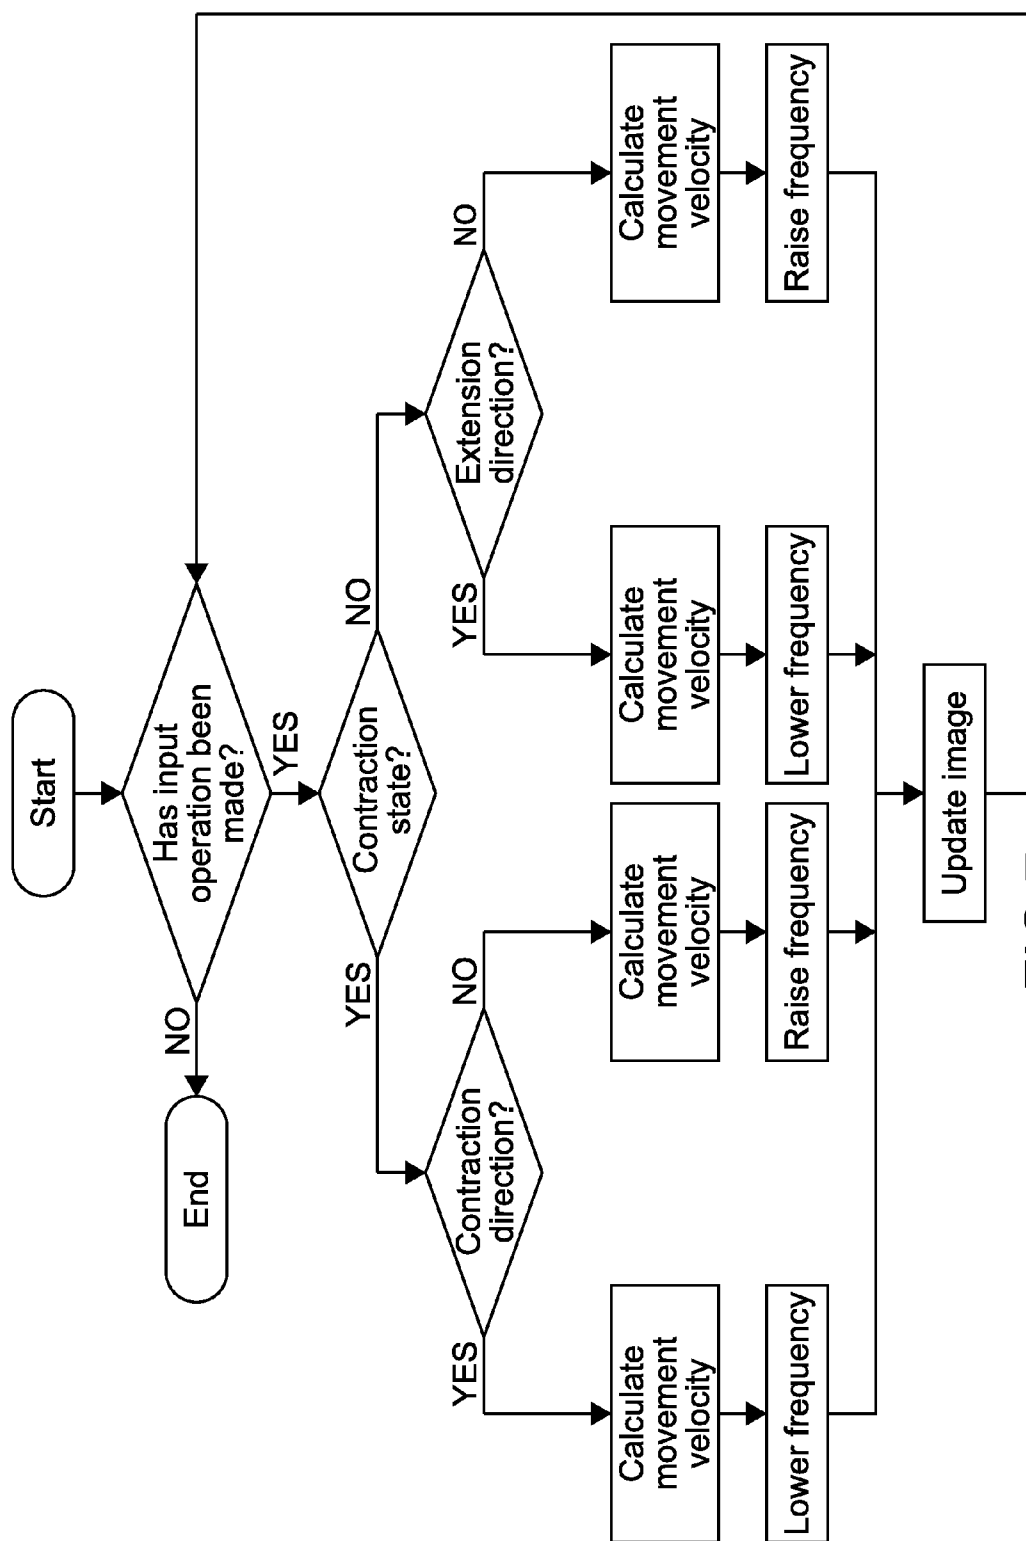 Start
Has input
operation been
made?
NO
End
YES
Contraction
state?
YES
NO
Contraction
direction?
YES
NO
Extension
direction?
YES
NO
Calculate
movement
velocity
Calculate
movement
velocity
Calculate
movement
velocity
Calculate
movement
velocity
Lower frequency
Raise frequency
Lower frequency
Raise frequency
Update image